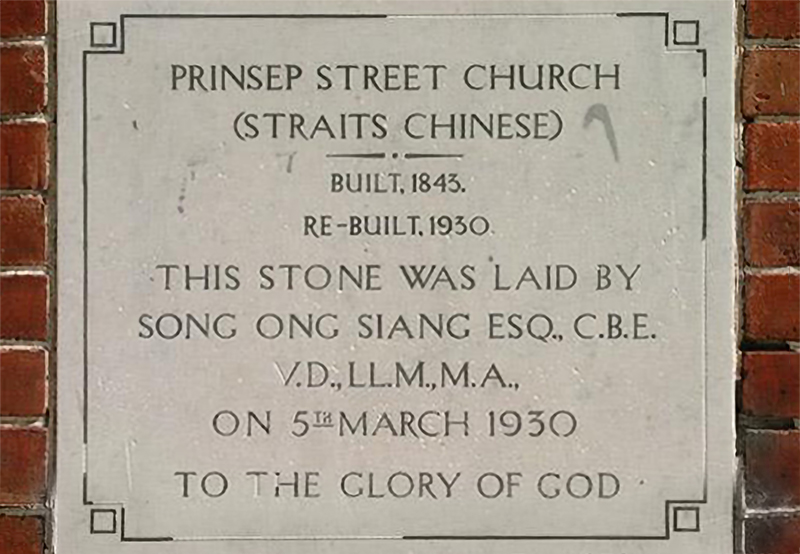 PRINSEP STREET CHURCH
(STRAITS CHINESE)
BUILT, 1843.
RE-BUILT, 1930.
THIS STONE WAS LAID BY
SONG ONG SIANG ESQ., C.B.E.
V.D., LL.M., M.A.,
ON 5TH MARCH 1930
TO THE GLORY OF GOD